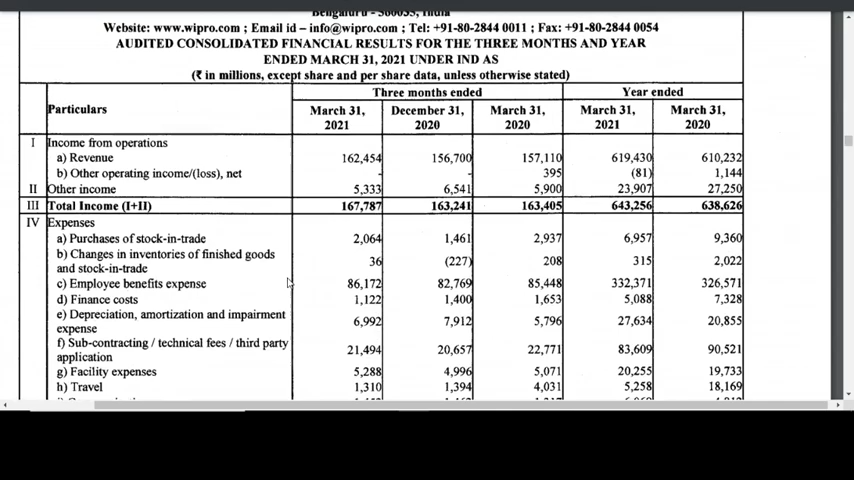 Bengaluru - 560035, India
Website: www.wipro.com ; Email id – info@wipro.com ; Tel: +91-80-2844 0011 ; Fax: +91-80-2844 0054
AUDITED CONSOLIDATED FINANCIAL RESULTS FOR THE THREE MONTHS AND YEAR
ENDED MARCH 31, 2021 UNDER IND AS
(₹ in millions, except share and per share data, unless otherwise stated)
Particulars Three months ended Year ended
March 31, 2021 December 31, 2020 March 31, 2020 March 31, 2021 March 31, 2020
I Income from operations
a) Revenue 162,454 156,700 157,110 619,430 610,232
b) Other operating income/(loss), net - - 395 (81) 1,144
II Other income 5,333 6,541 5,900 23,907 27,250
III Total Income (I+II) 167,787 163,241 163,405 643,256 638,626
IV Expenses
a) Purchases of stock-in-trade 2,064 1,461 2,937 6,957 9,360
b) Changes in inventories of finished goods
and stock-in-trade 36 (227) 208 315 2,022
c) Employee benefits expense 86,172 82,769 85,448 332,371 326,571
d) Finance costs 1,122 1,400 1,653 5,088 7,328
e) Depreciation, amortization and impairment
expense 6,992 7,912 5,796 27,634 20,855
f) Sub-contracting / technical fees / third party
application 21,494 20,657 22,771 83,609 90,521
g) Facility expenses 5,288 4,996 5,071 20,255 19,733
h) Travel 1,310 1,394 4,031 5,258 18,169